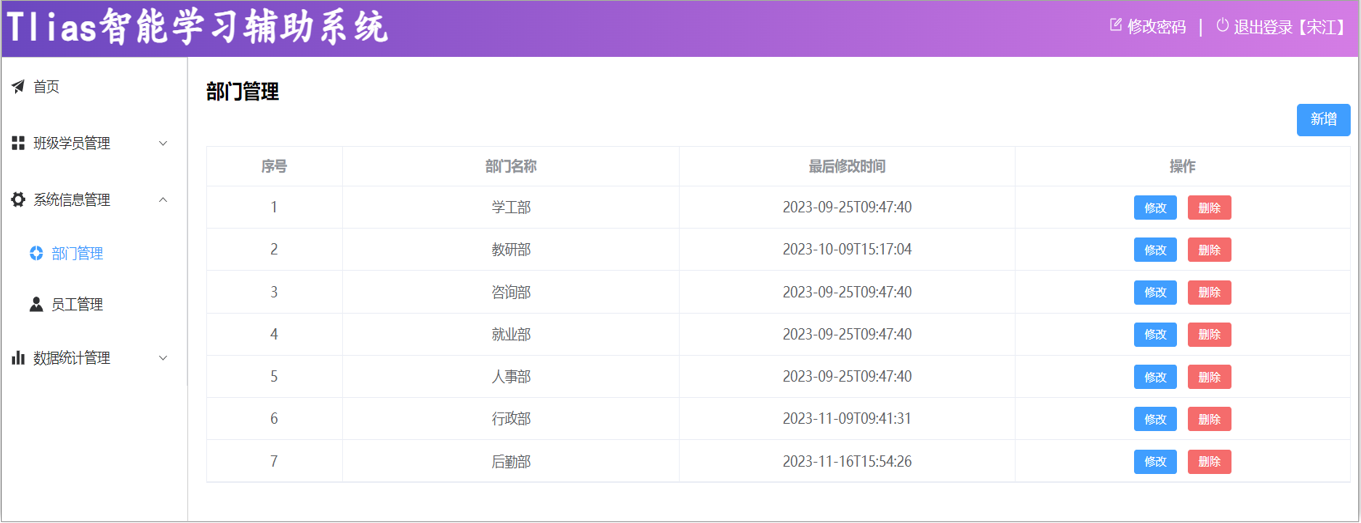 Tlias智能学习辅助系统
修改密码 | 退出登录【宋江】
首页
班级学员管理
系统信息管理
部门管理
员工管理
数据统计管理
部门管理
新增
序号 部门名称 最后修改时间 操作
1 学工部 2023-09-25T09:47:40 修改 删除
2 教研部 2023-10-09T15:17:04 修改 删除
3 咨询部 2023-09-25T09:47:40 修改 删除
4 就业部 2023-09-25T09:47:40 修改 删除
5 人事部 2023-09-25T09:47:40 修改 删除
6 行政部 2023-11-09T09:41:31 修改 删除
7 后勤部 2023-11-16T15:54:26 修改 删除